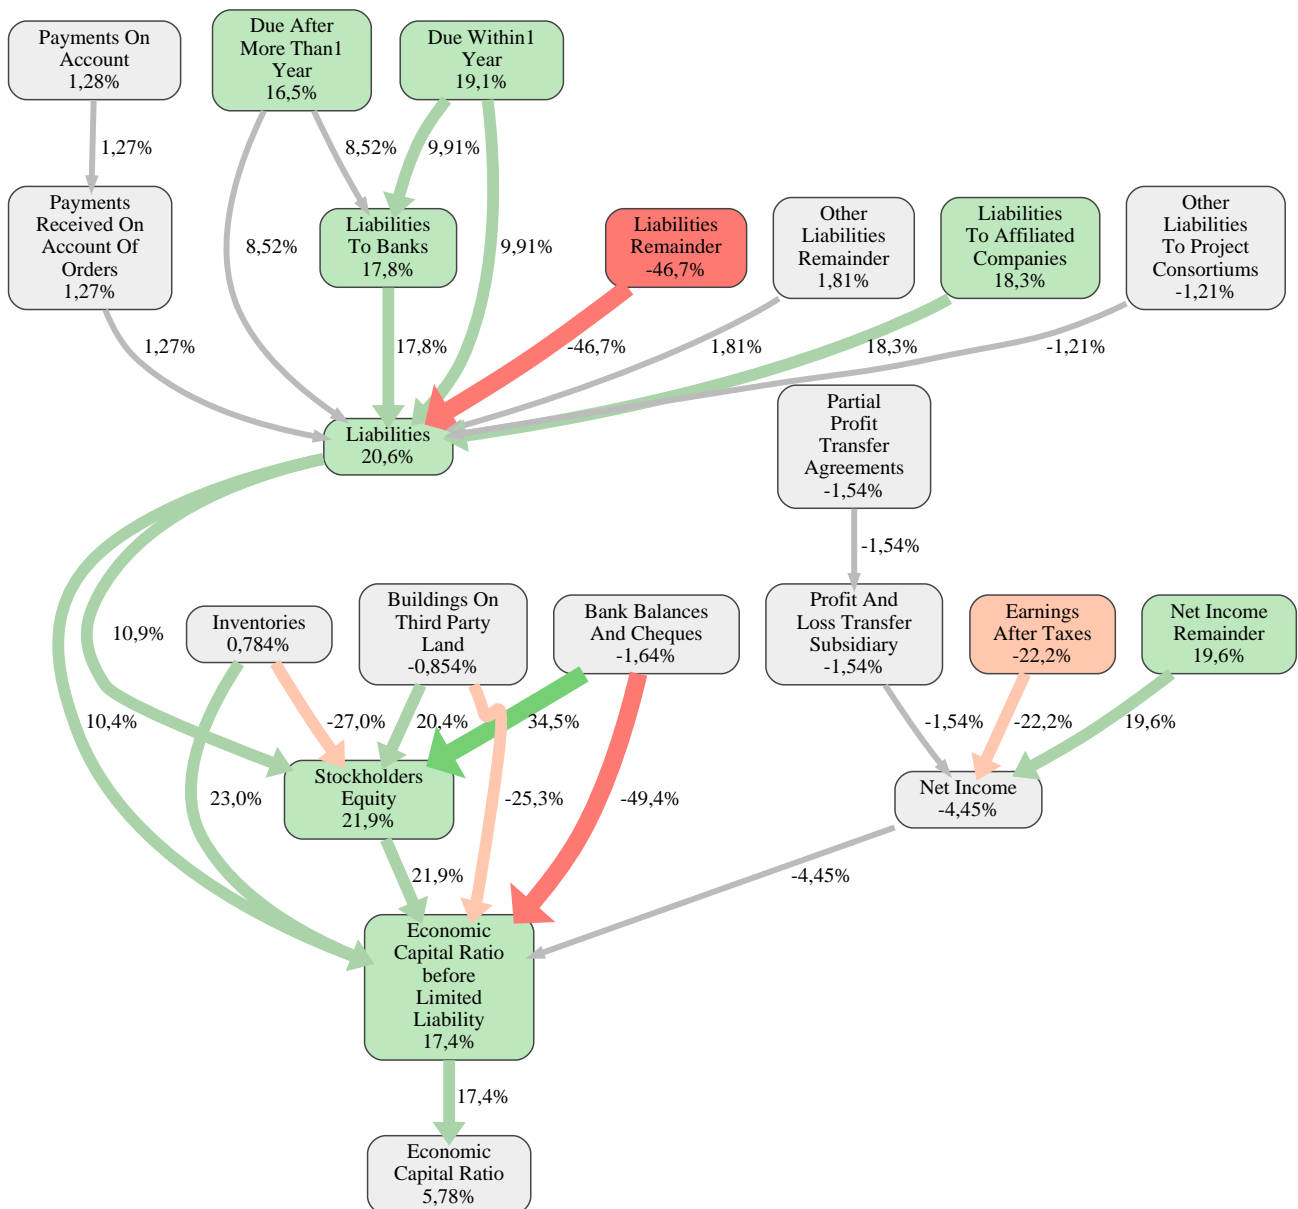 Payments On
Account
1,28%
Due After
More Than1
Year
16,5%
Due Within1
Year
19,1%
1,27%
8,52%
9,91%
Payments
Received On
Account Of
Orders
1,27%
8,52%
Liabilities
To Banks
17,8%
9,91%
Liabilities
Remainder
-46,7%
Other
Liabilities
Remainder
1,81%
Liabilities
To Affiliated
Companies
18,3%
Other
Liabilities
To Project
Consortiums
-1,21%
1,27%
17,8%
-46,7%
1,81%
18,3%
-1,21%
Liabilities
20,6%
Partial
Profit
Transfer
Agreements
-1,54%
-1,54%
10,9%
Inventories
0,784%
Buildings On
Third Party
Land
-0,854%
Bank Balances
And Cheques
-1,64%
Profit And
Loss Transfer
Subsidiary
-1,54%
Earnings
After Taxes
-22,2%
Net Income
Remainder
19,6%
10,4%
-27,0%
20,4%
34,5%
-1,54%
-22,2%
19,6%
23,0%
Stockholders
Equity
21,9%
-25,3%
-49,4%
Net Income
-4,45%
21,9%
-4,45%
Economic
Capital Ratio
before
Limited
Liability
17,4%
17,4%
Economic
Capital Ratio
5,78%